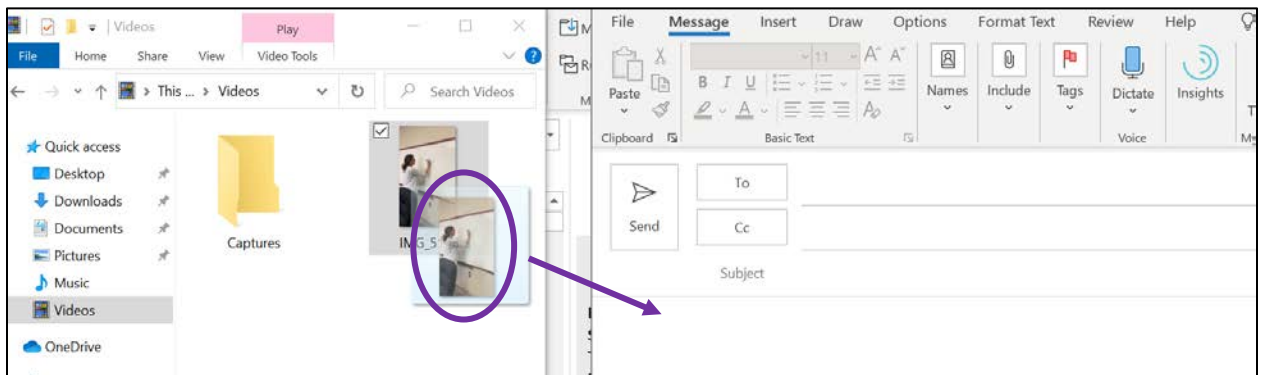 Videos
Play
File
Home
Share
View
Video Tools
This ...
Videos
Search Videos
Quick access
Desktop
Downloads
Documents
Pictures
Music
Videos
OneDrive
Captures
IMG_5
M
R
M
File
Message
Insert
Draw
Options
Format Text
Review
Help
Paste
11
A A
B I U
A
A
Names
Include
Tags
Dictate
Insights
T
Clipboard
Basic Text
Voice
Send
To
Cc
Subject